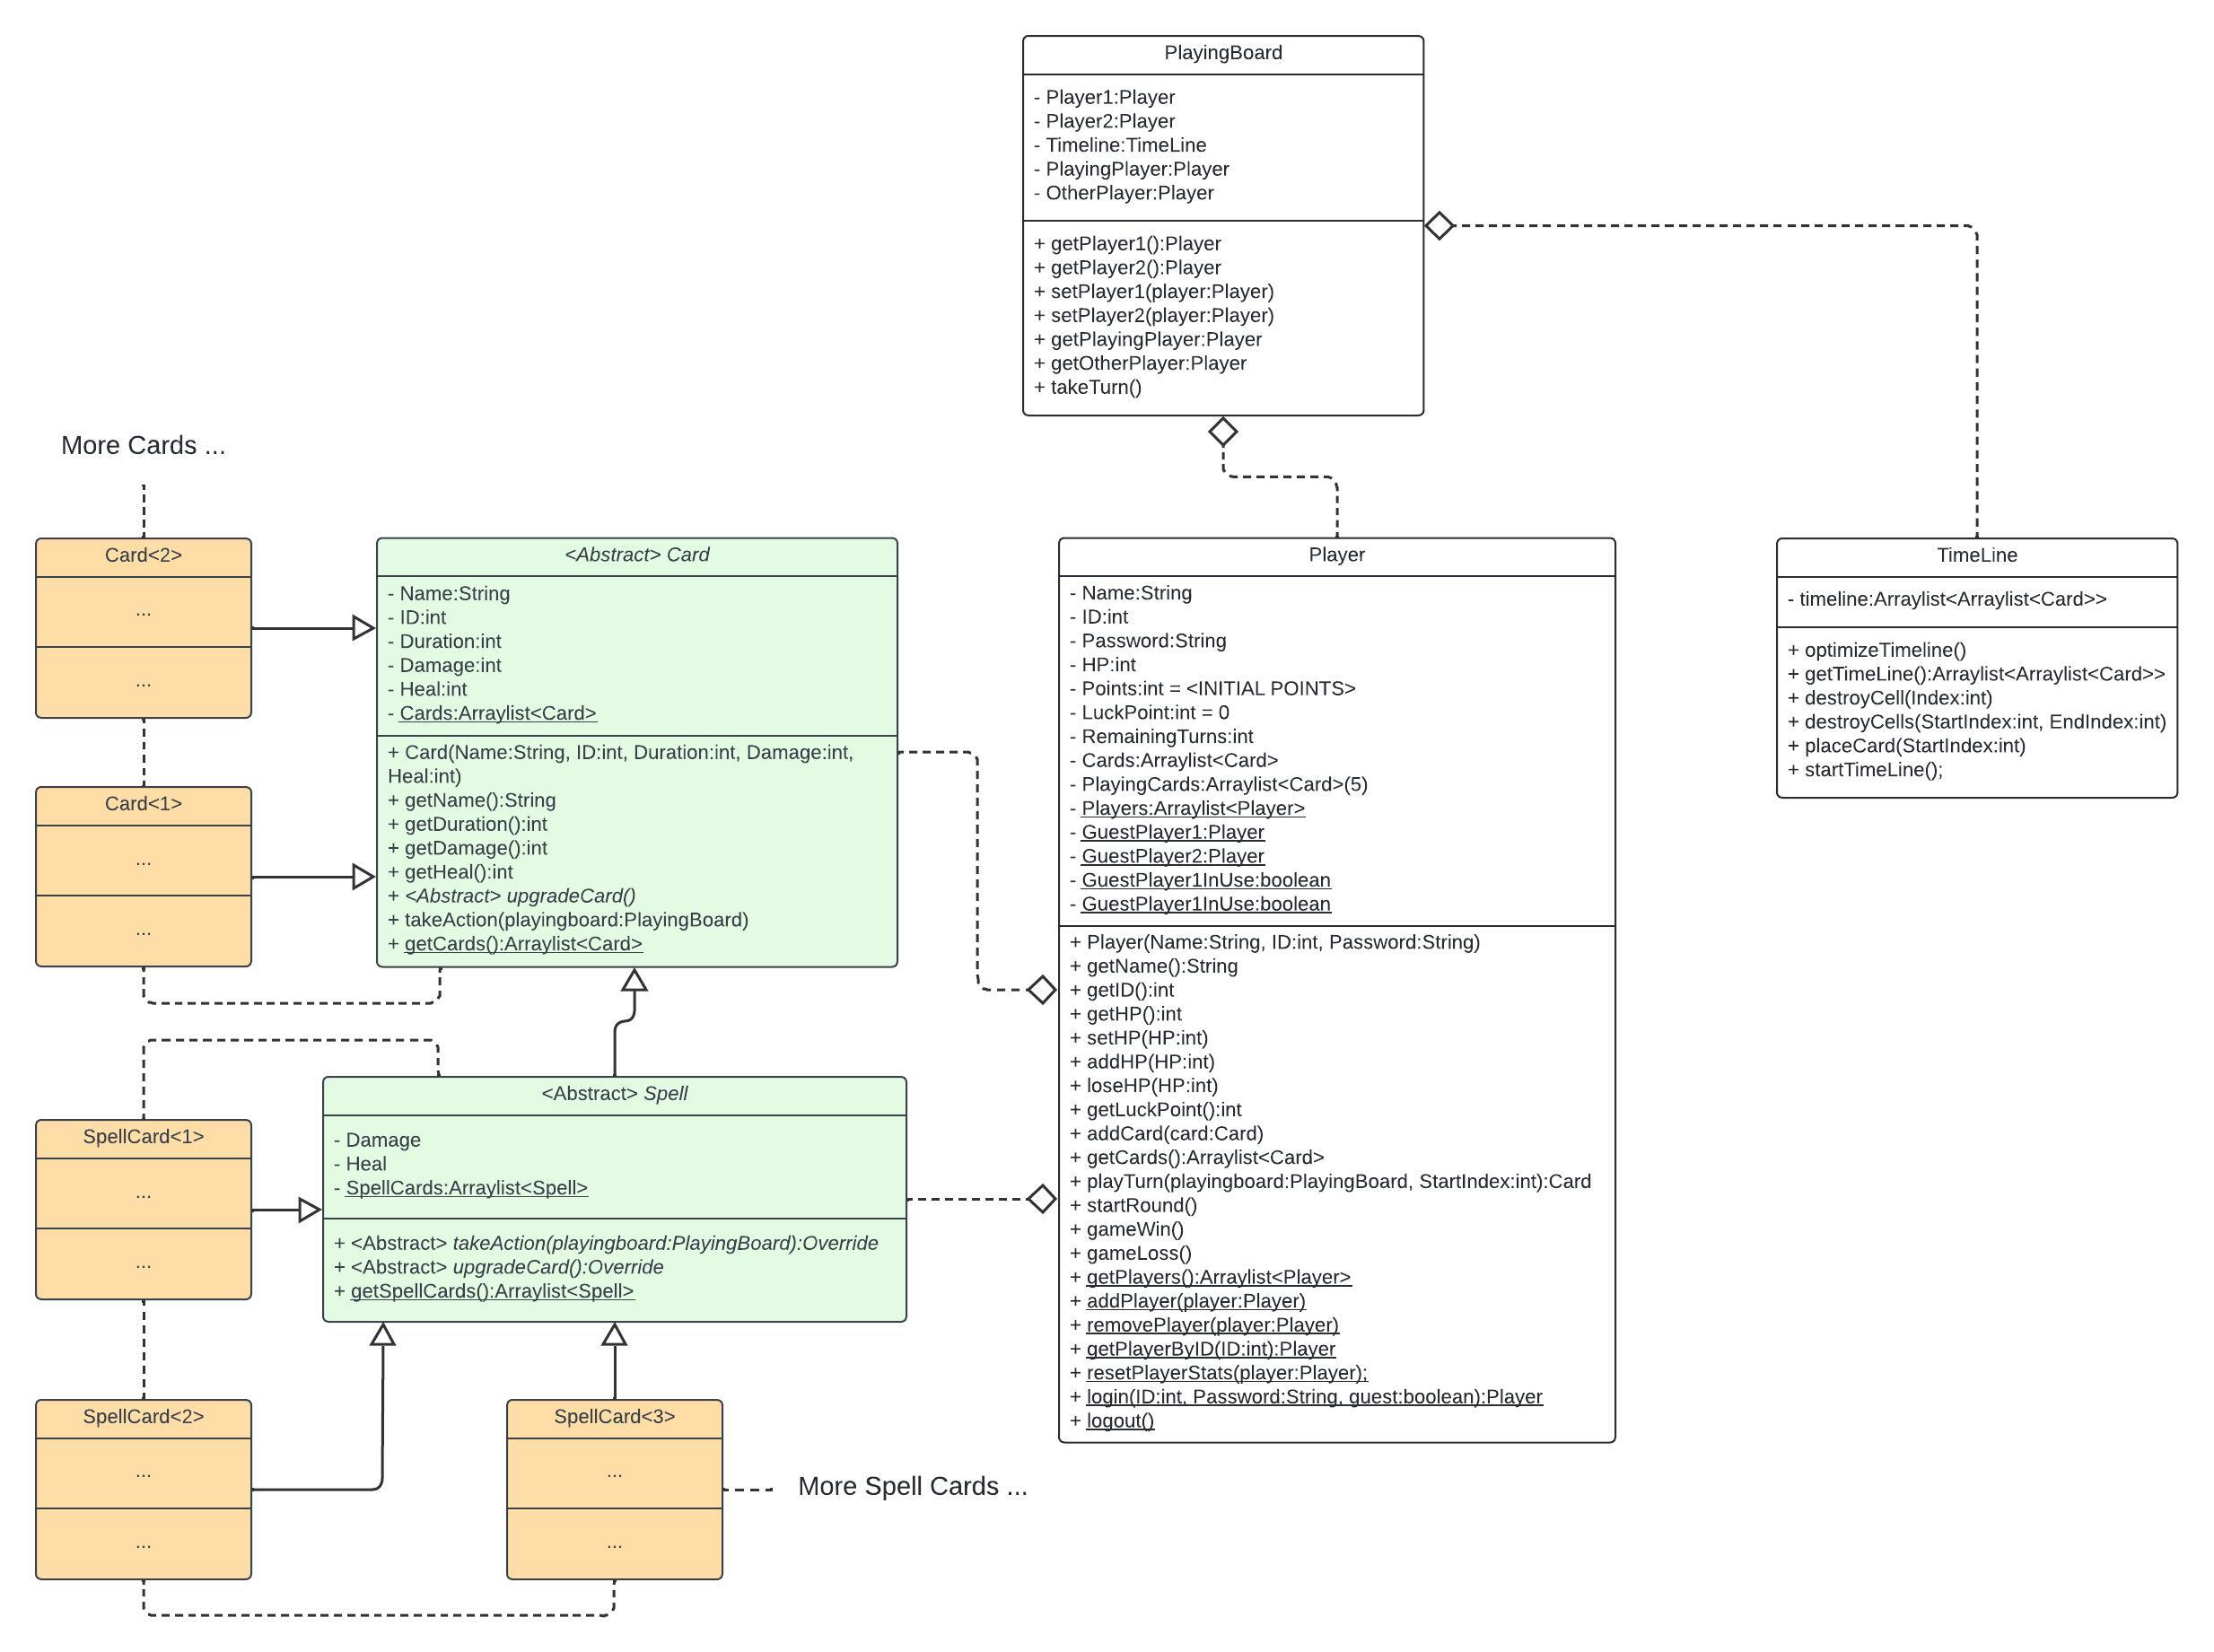 PlayingBoard
- Player1:Player
- Player2:Player
- Timeline:TimeLine
- PlayingPlayer:Player
- OtherPlayer:Player
+ getPlayer1():Player
+ getPlayer2():Player
+ setPlayer1(player:Player)
+ setPlayer2(player:Player)
+ getPlayingPlayer:Player
+ getOtherPlayer:Player
+ takeTurn()
More Cards ...
Card<2>
...
...
Card<1>
...
...
<Abstract> Card
- Name:String
- ID:int
- Duration:int
- Damage:int
- Heal:int
- Cards:Arraylist<Card>
+ Card(Name:String, ID:int, Duration:int, Damage:int,
Heal:int)
+ getName():String
+ getDuration():int
+ getDamage():int
+ getHeal():int
+ <Abstract> upgradeCard()
+ takeAction(playingboard:PlayingBoard)
+ getCards():Arraylist<Card>
Player
- Name:String
- ID:int
- Password:String
- HP:int
- Points:int = <INITIAL POINTS>
- LuckPoint:int = 0
- RemainingTurns:int
- Cards:Arraylist<Card>
- PlayingCards:Arraylist<Card>(5)
- Players:Arraylist<Player>
- GuestPlayer1:Player
- GuestPlayer2:Player
- GuestPlayer1InUse:boolean
- GuestPlayer1InUse:boolean
+ Player(Name:String, ID:int, Password:String)
+ getName():String
+ getID():int
+ getHP():int
+ setHP(HP:int)
+ addHP(HP:int)
+ loseHP(HP:int)
+ getLuckPoint():int
+ addCard(card:Card)
+ getCards():Arraylist<Card>
+ playTurn(playingboard:PlayingBoard, StartIndex:int):Card
+ startRound()
+ gameWin()
+ gameLoss()
+ getPlayers():Arraylist<Player>
+ addPlayer(player:Player)
+ removePlayer(player:Player)
+ getPlayerByID(ID:int):Player
+ resetPlayerStats(player:Player);
+ login(ID:int, Password:String, guest:boolean):Player
+ logout()
TimeLine
- timeline:Arraylist<Arraylist<Card>>
+ optimizeTimeline()
+ getTimeLine():Arraylist<Arraylist<Card>>
+ destroyCell(Index:int)
+ destroyCells(StartIndex:int, EndIndex:int)
+ placeCard(StartIndex:int)
+ startTimeLine();
SpellCard<1>
...
...
<Abstract> Spell
- Damage
- Heal
- SpellCards:Arraylist<Spell>
+ <Abstract> takeAction(playingboard:PlayingBoard):Override
+ <Abstract> upgradeCard():Override
+ getSpellCards():Arraylist<Spell>
SpellCard<2>
...
...
SpellCard<3>
...
...
More Spell Cards ...